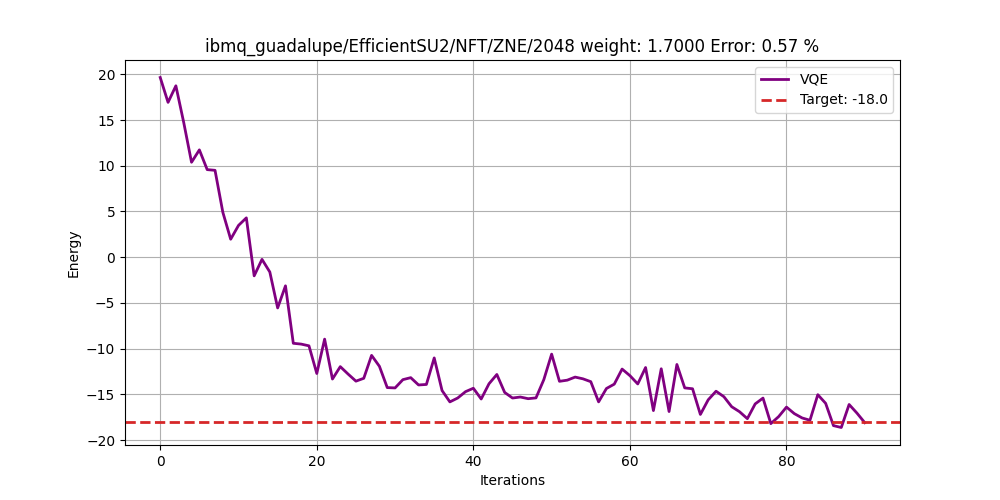 ibmq_guadalupe/EfficientSU2/NFT/ZNE/2048 weight: 1.7000 Error: 0.57 %
VQE
Target: -18.0
20
15
10
5
0
−5
−10
−15
−20
Energy
0 20 40 60 80
Iterations